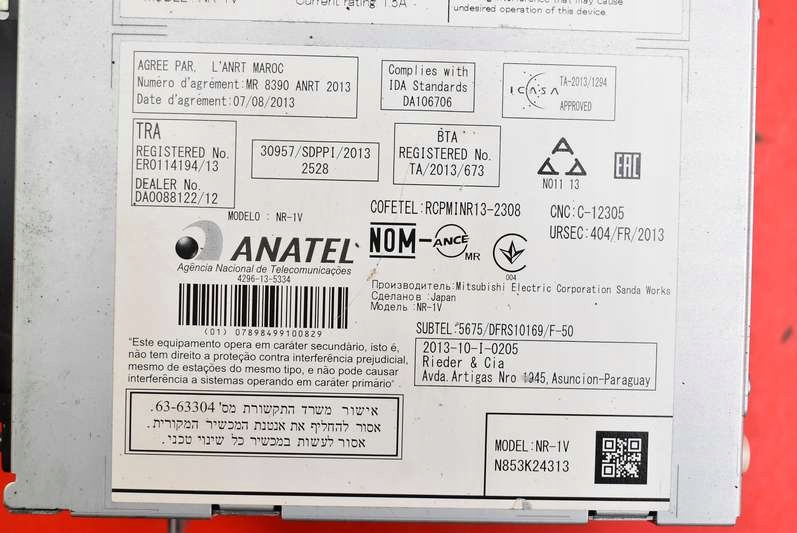 MODEL: NR-1V
Current rating 1.5A
interference that may cause
undesired operation of this device
AGREE PAR. L'ANRT MAROC
Numéro d'agrément:MR 8390 ANRT 2013
Date d'agrément:07/08/2013
Complies with
IDA Standards
DA106706
ICASA
TA-2013/1294
APPROVED
TRA
REGISTERED No.
ER0114194/13
DEALER No.
DA0088122/12
30957/SDPPI/2013
2528
BTA
REGISTERED No.
TA/2013/673
N011 13
EAC
MODELO : NR-1V
COFETEL:RCPMINR13-2308
CNC:C-12305
URSEC:404/FR/2013
ANATEL
Agência Nacional de Telecomunicações
4296-13-5334
NOM-ANCE
MR
004
Производитель:Mitsubishi Electric Corporation Sanda Works
Сделано в :Japan
Модель :NR-1V
(01) 07898499100829
SUBTEL:5675/DFRS10169/F-50
"Este equipamento opera em caráter secundário, isto é,
não tem direito a proteção contra interferência prejudicial,
mesmo de estações do mesmo tipo, e não pode causar
interferência a sistemas operando em caráter primário".
2013-10-I-0205
Rieder & Cia
Avda. Artigas Nro 1945, Asuncion-Paraguay
אישור משרד התקשורת מס' 63-63304.
אסור להחליף את אנטנת המכשיר המקורית.
אסור לעשות במכשיר כל שינוי טכני.
MODEL:NR-1V
N853K24313